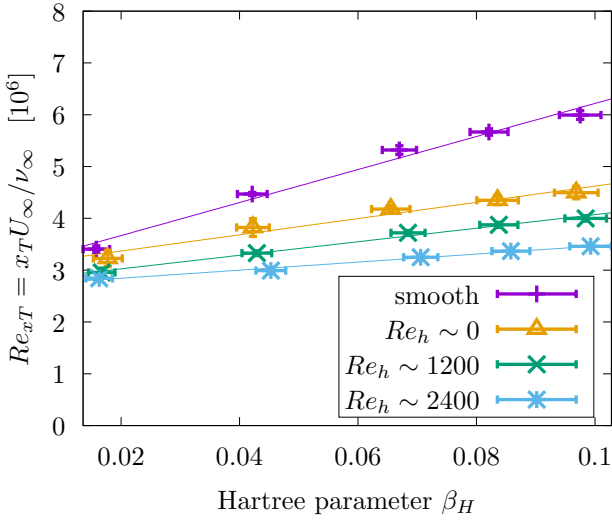 8
7
6
5
4
3
2
1
0
Re_{xT} = x_T U_∞/ν_∞ [10^6]
smooth
Re_h ∼ 0
Re_h ∼ 1200
Re_h ∼ 2400
0.02 0.04 0.06 0.08 0.1
Hartree parameter β_H